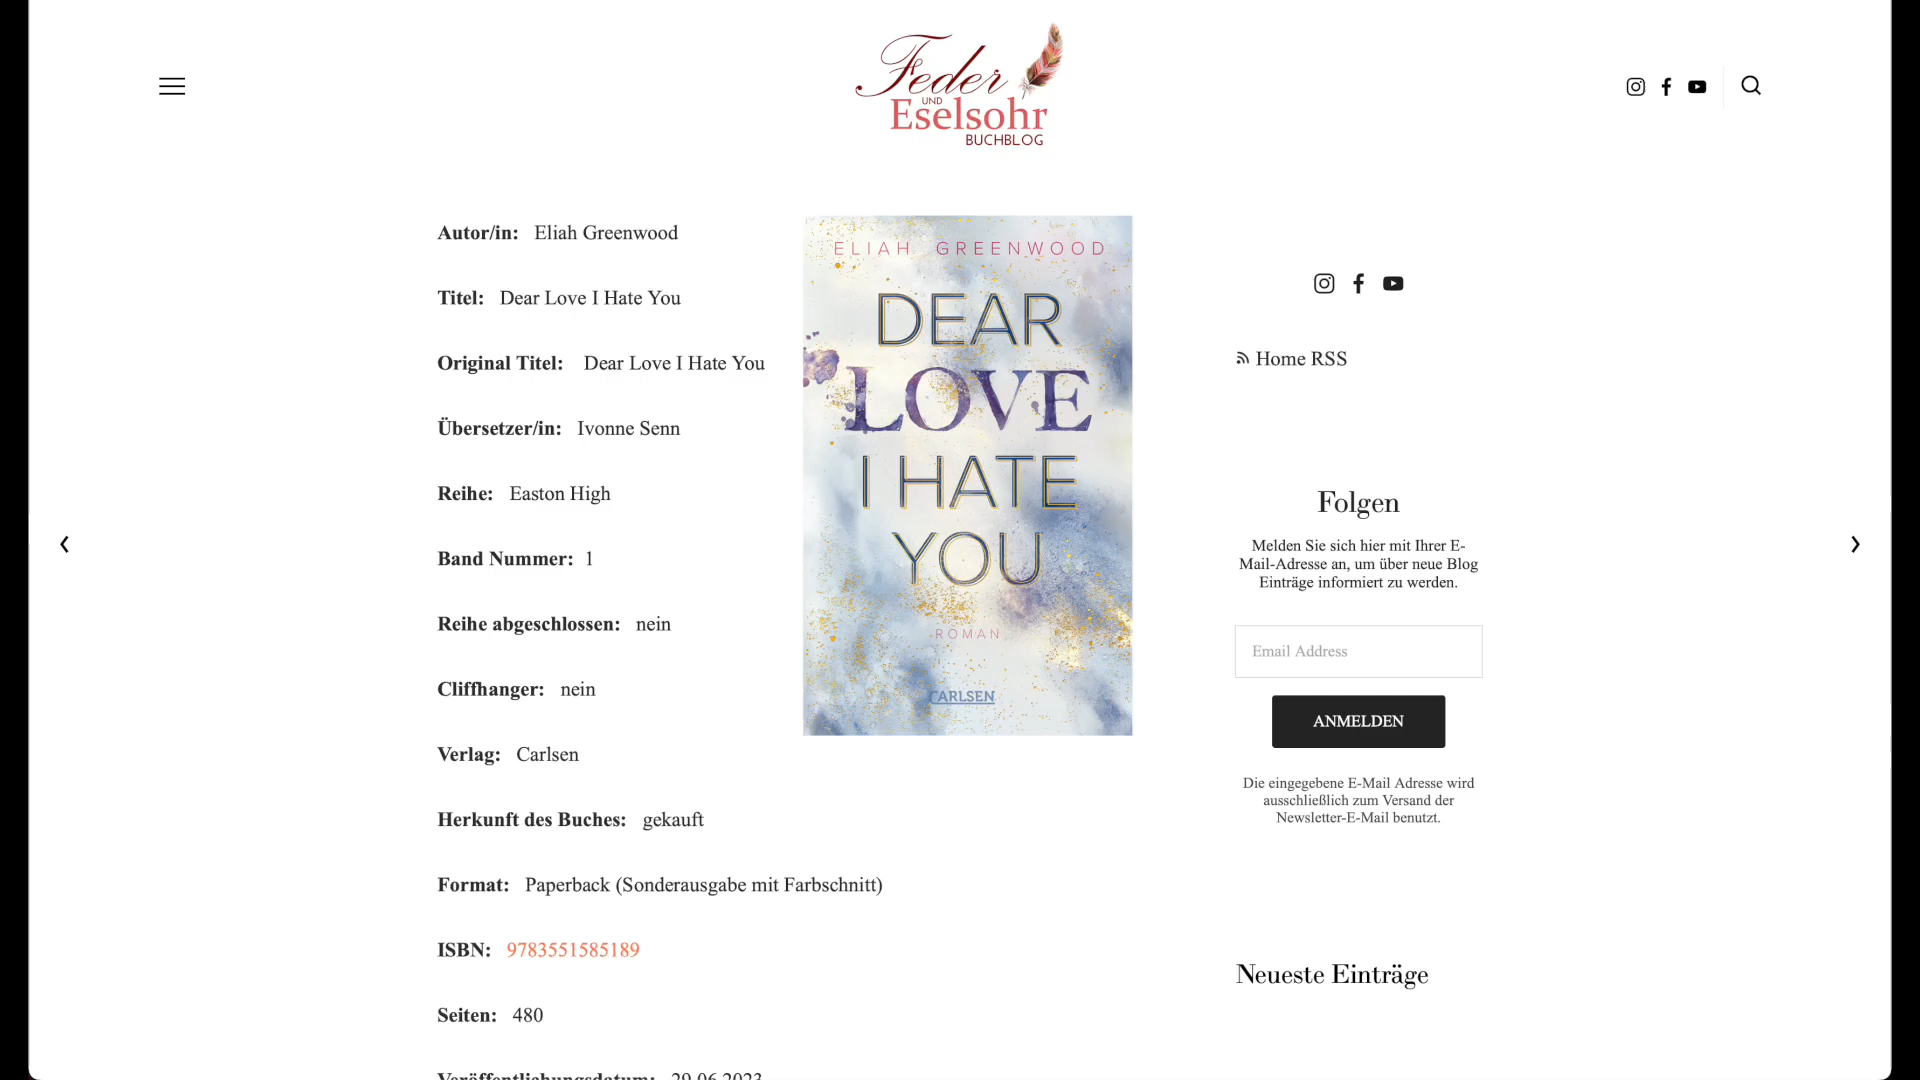 Feder
UND
Eselsohr
BUCHBLOG
Autor/in: Eliah Greenwood
Titel: Dear Love I Hate You
Original Titel: Dear Love I Hate You
Übersetzer/in: Ivonne Senn
Reihe: Easton High
Band Nummer: 1
Reihe abgeschlossen: nein
Cliffhanger: nein
Verlag: Carlsen
Herkunft des Buches: gekauft
Format: Paperback (Sonderausgabe mit Farbschnitt)
ISBN: 9783551585189
Seiten: 480
Veröffentlichungsdatum: 29.06.2023
ELIAH GREENWOOD
DEAR
LOVE
I HATE
YOU
ROMAN
CARLSEN
Home RSS
Folgen
Melden Sie sich hier mit Ihrer E-
Mail-Adresse an, um über neue Blog
Einträge informiert zu werden.
Email Address
ANMELDEN
Die eingegebene E-Mail Adresse wird
ausschließlich zum Versand der
Newsletter-E-Mail benutzt.
Neueste Einträge